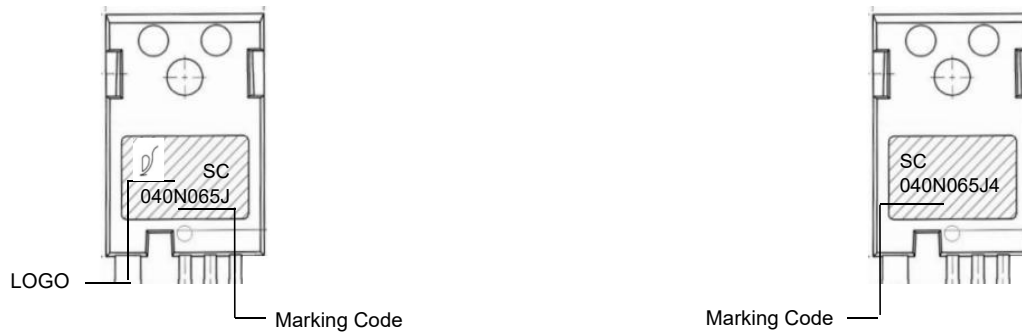 SC
040N065J
LOGO
Marking Code
SC
040N065J4
Marking Code